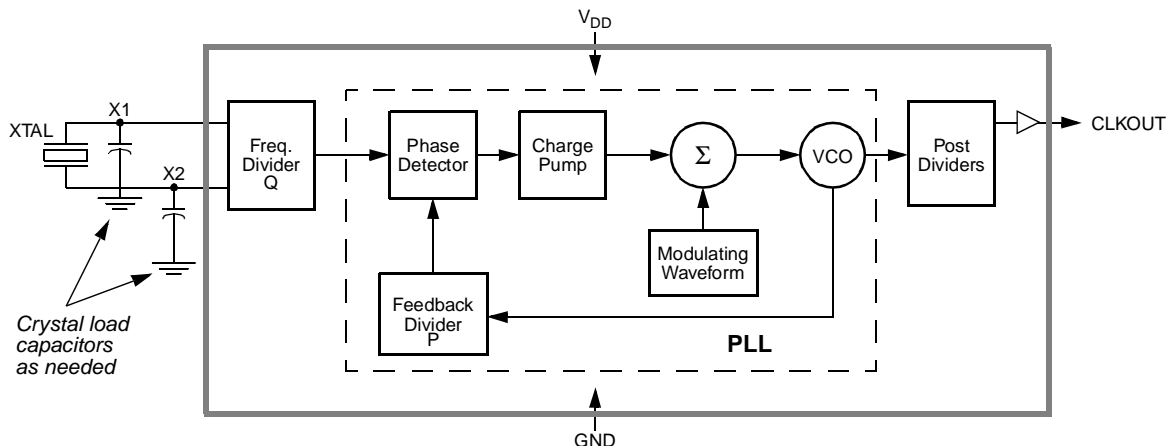 V_DD
X1
XTAL
X2
Freq.
Divider
Q
Phase
Detector
Charge
Pump
Σ
VCO
Post
Dividers
CLKOUT
Modulating
Waveform
Feedback
Divider
P
PLL
Crystal load
capacitors
as needed
GND